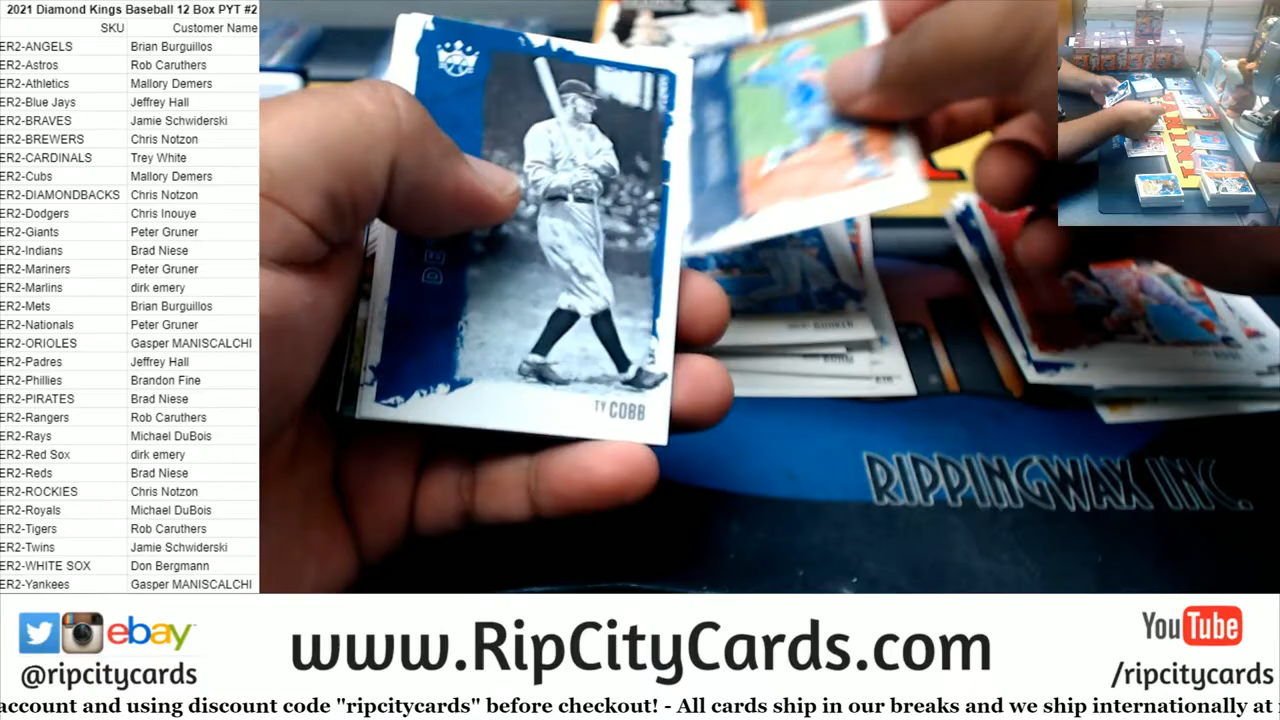 2021 Diamond Kings Baseball 12 Box PYT #2
SKU Customer Name
ER2-ANGELS Brian Burguillos
ER2-Astros Rob Caruthers
ER2-Athletics Mallory Demers
ER2-Blue Jays Jeffrey Hall
ER2-BRAVES Jamie Schwiderski
ER2-BREWERS Chris Notzon
ER2-CARDINALS Trey White
ER2-Cubs Mallory Demers
ER2-DIAMONDBACKS Chris Notzon
ER2-Dodgers Chris Inouye
ER2-Giants Peter Gruner
ER2-Indians Brad Niese
ER2-Mariners Peter Gruner
ER2-Marlins dirk emery
ER2-Mets Brian Burguillos
ER2-Nationals Peter Gruner
ER2-ORIOLES Gasper MANISCALCHI
ER2-Padres Jeffrey Hall
ER2-Phillies Brandon Fine
ER2-PIRATES Brad Niese
ER2-Rangers Rob Caruthers
ER2-Rays Michael DuBois
ER2-Red Sox dirk emery
ER2-Reds Brad Niese
ER2-ROCKIES Chris Notzon
ER2-Royals Michael DuBois
ER2-Tigers Rob Caruthers
ER2-Twins Jamie Schwiderski
ER2-WHITE SOX Don Bergmann
ER2-Yankees Gasper MANISCALCHI
DE
TY COBB
RIPPINGWAX INC.
PANINI
ebay
@ripcitycards
www.RipCityCards.com
YouTube
/ripcitycards
account and using discount code "ripcitycards" before checkout! - All cards ship in our breaks and we ship internationally at